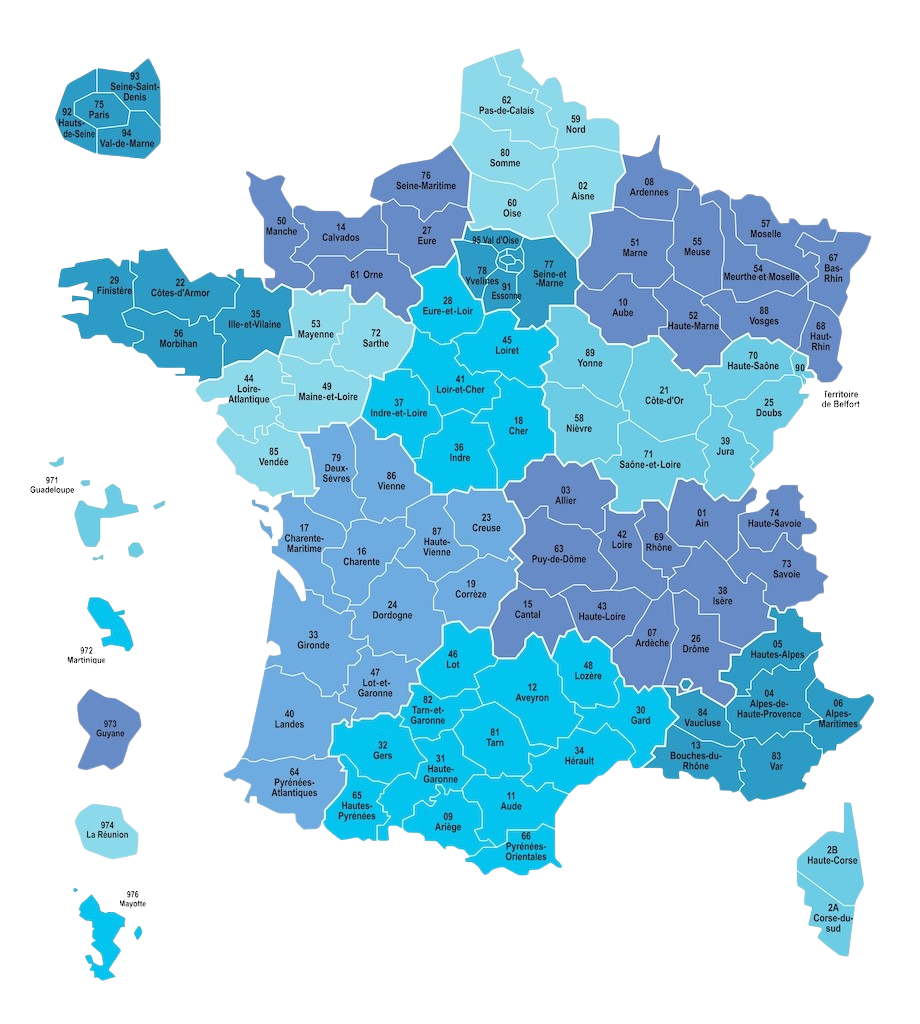 93
Seine-Saint-
Denis
75
Paris
92
Hauts-
de-Seine
94
Val-de-Marne
62
Pas-de-Calais
59
Nord
80
Somme
02
Aisne
60
Oise
76
Seine-Maritime
27
Eure
50
Manche
14
Calvados
61 Orne
08
Ardennes
51
Marne
55
Meuse
57
Moselle
54
Meurthe-et-Moselle
67
Bas-
Rhin
10
Aube
52
Haute-Marne
88
Vosges
68
Haut-
Rhin
95 Val d'Oise
78
Yvelines
91
Essonne
77
Seine-et
-Marne
29
Finistère
22
Côtes-d'Armor
35
Ille-et-Vilaine
56
Morbihan
53
Mayenne
72
Sarthe
44
Loire-
Atlantique
49
Maine-et-Loire
85
Vendée
28
Eure-et-Loir
45
Loiret
41
Loir-et-Cher
37
Indre-et-Loire
18
Cher
36
Indre
89
Yonne
21
Côte-d'Or
70
Haute-Saône
90
Territoire
de Belfort
25
Doubs
58
Nièvre
71
Saône-et-Loire
39
Jura
79
Deux-
Sèvres
86
Vienne
17
Charente-
Maritime
16
Charente
87
Haute-
Vienne
23
Creuse
19
Corrèze
24
Dordogne
33
Gironde
47
Lot-et-
Garonne
40
Landes
64
Pyrénées-
Atlantiques
03
Allier
63
Puy-de-Dôme
42
Loire
69
Rhône
01
Ain
74
Haute-Savoie
73
Savoie
38
Isère
15
Cantal
43
Haute-Loire
07
Ardèche
26
Drôme
46
Lot
12
Aveyron
48
Lozère
30
Gard
82
Tarn-et-
Garonne
81
Tarn
34
Hérault
32
Gers
31
Haute-
Garonne
65
Hautes-
Pyrénées
09
Ariège
11
Aude
66
Pyrénées-
Orientales
05
Hautes-Alpes
04
Alpes-de-
Haute-Provence
06
Alpes-
Maritimes
84
Vaucluse
13
Bouches-du-
Rhône
83
Var
2B
Haute-Corse
2A
Corse-du-
sud
971
Guadeloupe
972
Martinique
973
Guyane
974
La Réunion
976
Mayotte